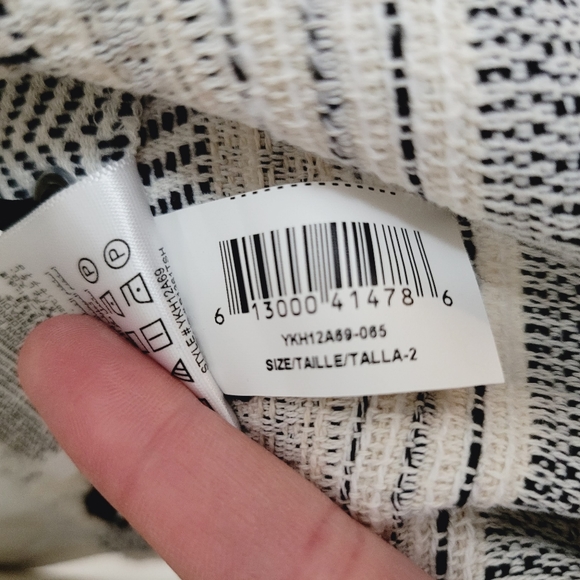 6 13000 41478 6
YKH12A69-065
SIZE/TAILLE/TALLA-2
STYLE# YKH12A69
P
P